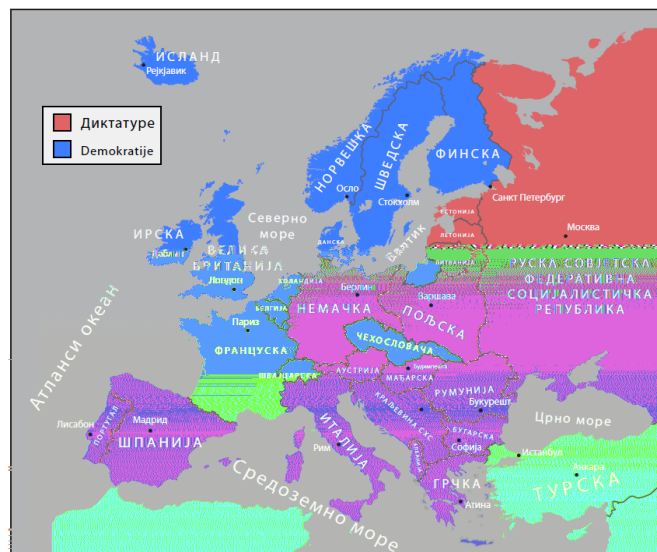 ИСЛАНД
Рејкјавик
Диктатуре
Demokratije
НОРВЕШКА
ШВЕДСКА
ФИНСКА
Осло
Стокхолм
Санкт Петербург
ЕСТОНИЈА
Москва
Северно
море
ИРСКА
Даблин
ВЕЛИКА
БРИТАНИЈА
Лондон
ДАНСКА
Балтик
ЛЕТОНИЈА
ЛИТВАНИЈА
РУСКА СОВЈЕТСКА
ФЕДЕРАТИВНА
СОЦИЈАЛИСТИЧКА
РЕПУБЛИКА
ХОЛАНДИЈА
Берлин
Варшава
БЕЛГИЈА
НЕМАЧКА
ПОЉСКА
Париз
ФРАНЦУСКА
ЧЕХОСЛОВАЧА
Атланси океан
ШВАЈЦАРСКА
АУСТРИЈА
Будимпешта
МАЂАРСКА
РУМУНИЈА
Букурешт
КРАЉЕВИНА СХС
Црно море
Лисабон
ПОРТУГАЛ
Мадрид
ШПАНИЈА
ИТАЛИЈА
Рим
БУГАРСКА
Софија
Истанбул
Анкара
ТУРСКА
ГРЧКА
Атина
Средоземно море